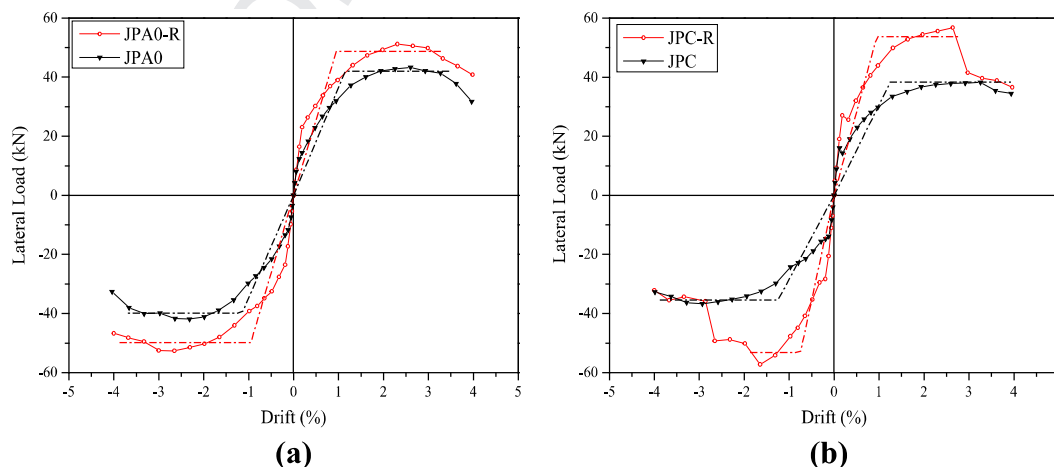 JPA0-R
JPA0
Lateral Load (kN)
60
40
20
0
-20
-40
-60
-5 -4 -3 -2 -1 0 1 2 3 4 5
Drift (%)
(a)
JPC-R
JPC
Lateral Load (kN)
60
40
20
0
-20
-40
-60
-5 -4 -3 -2 -1 0 1 2 3 4
Drift (%)
(b)